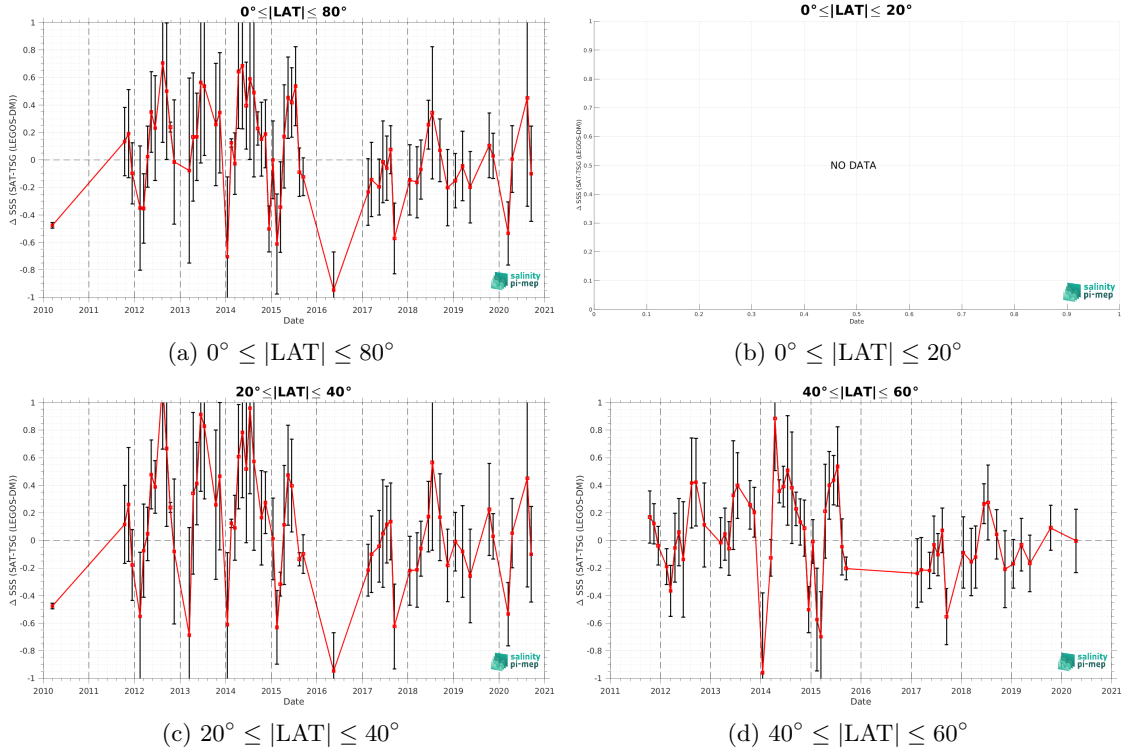 0°≤|LAT|≤ 80°
Δ SSS (SAT-TSG (LEGOS-DM))
1
0.8
0.6
0.4
0.2
0
-0.2
-0.4
-0.6
-0.8
-1
2010 2011 2012 2013 2014 2015 2016 2017 2018 2019 2020 2021
Date
salinity
pi-mep
(a) 0° ≤ |LAT| ≤ 80°
0°≤|LAT|≤ 20°
Δ SSS (SAT-TSG (LEGOS-DM))
1
0.9
0.8
0.7
0.6
0.5
0.4
0.3
0.2
0.1
0
NO DATA
0 0.1 0.2 0.3 0.4 0.5 0.6 0.7 0.8 0.9 1
Date
salinity
pi-mep
(b) 0° ≤ |LAT| ≤ 20°
20°≤|LAT|≤ 40°
Δ SSS (SAT-TSG (LEGOS-DM))
1
0.8
0.6
0.4
0.2
0
-0.2
-0.4
-0.6
-0.8
-1
2010 2011 2012 2013 2014 2015 2016 2017 2018 2019 2020 2021
Date
salinity
pi-mep
(c) 20° ≤ |LAT| ≤ 40°
40°≤|LAT|≤ 60°
Δ SSS (SAT-TSG (LEGOS-DM))
1
0.8
0.6
0.4
0.2
0
-0.2
-0.4
-0.6
-0.8
-1
2011 2012 2013 2014 2015 2016 2017 2018 2019 2020 2021
Date
salinity
pi-mep
(d) 40° ≤ |LAT| ≤ 60°